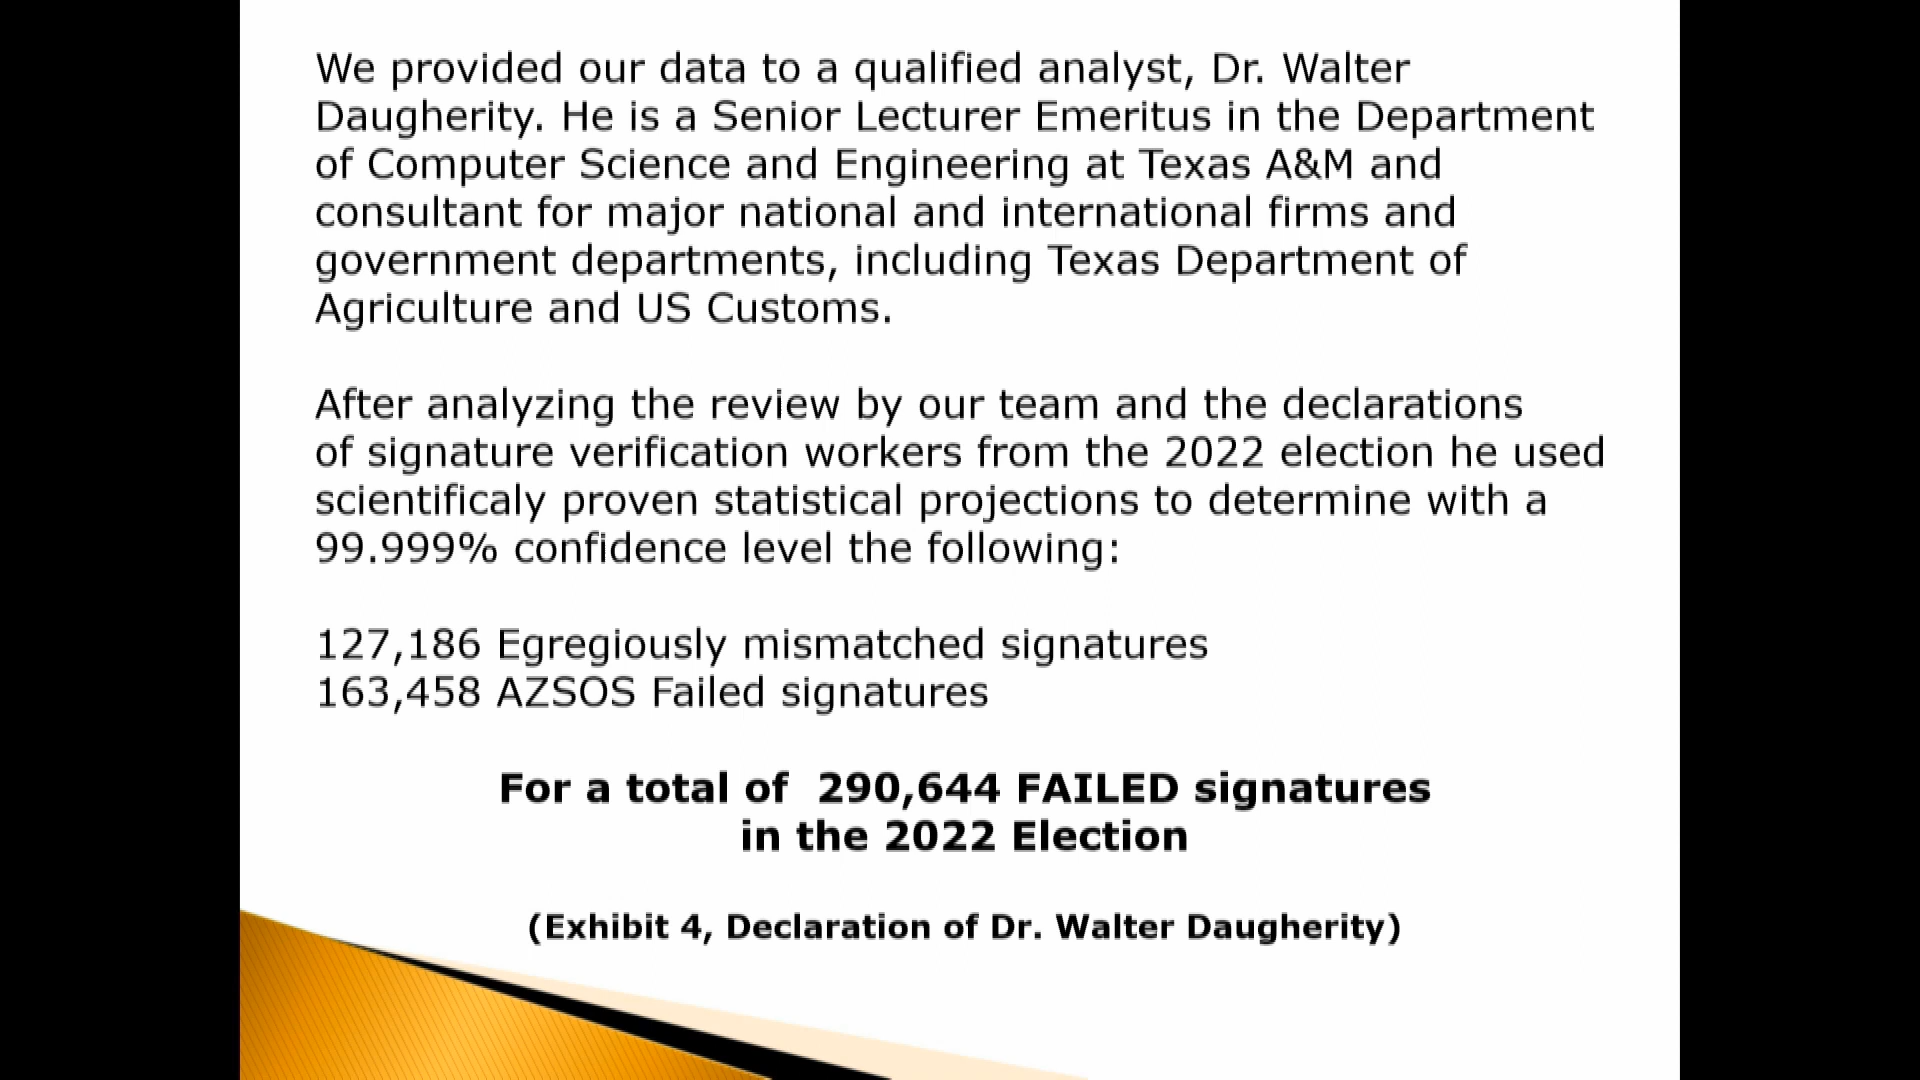 We provided our data to a qualified analyst, Dr. Walter
Daugherity. He is a Senior Lecturer Emeritus in the Department
of Computer Science and Engineering at Texas A&M and
consultant for major national and international firms and
government departments, including Texas Department of
Agriculture and US Customs.
After analyzing the review by our team and the declarations
of signature verification workers from the 2022 election he used
scientificaly proven statistical projections to determine with a
99.999% confidence level the following:
127,186 Egregiously mismatched signatures
163,458 AZSOS Failed signatures
For a total of  290,644 FAILED signatures
in the 2022 Election
(Exhibit 4, Declaration of Dr. Walter Daugherity)